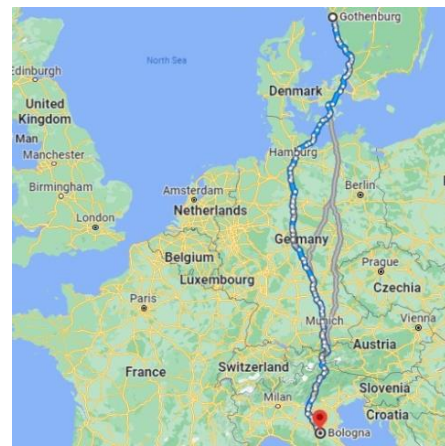 Gothenburg
Edinburgh
North Sea
Denmark
United
Kingdom
Man
Hamburg
Manchester
Birmingham
Amsterdam
Berlin
Netherlands
London
Germany
Belgium
Prague
Luxembourg
Czechia
Paris
Munich
Vienna
Austria
France
Switzerland
Slovenia
Milan
Croatia
Bologna